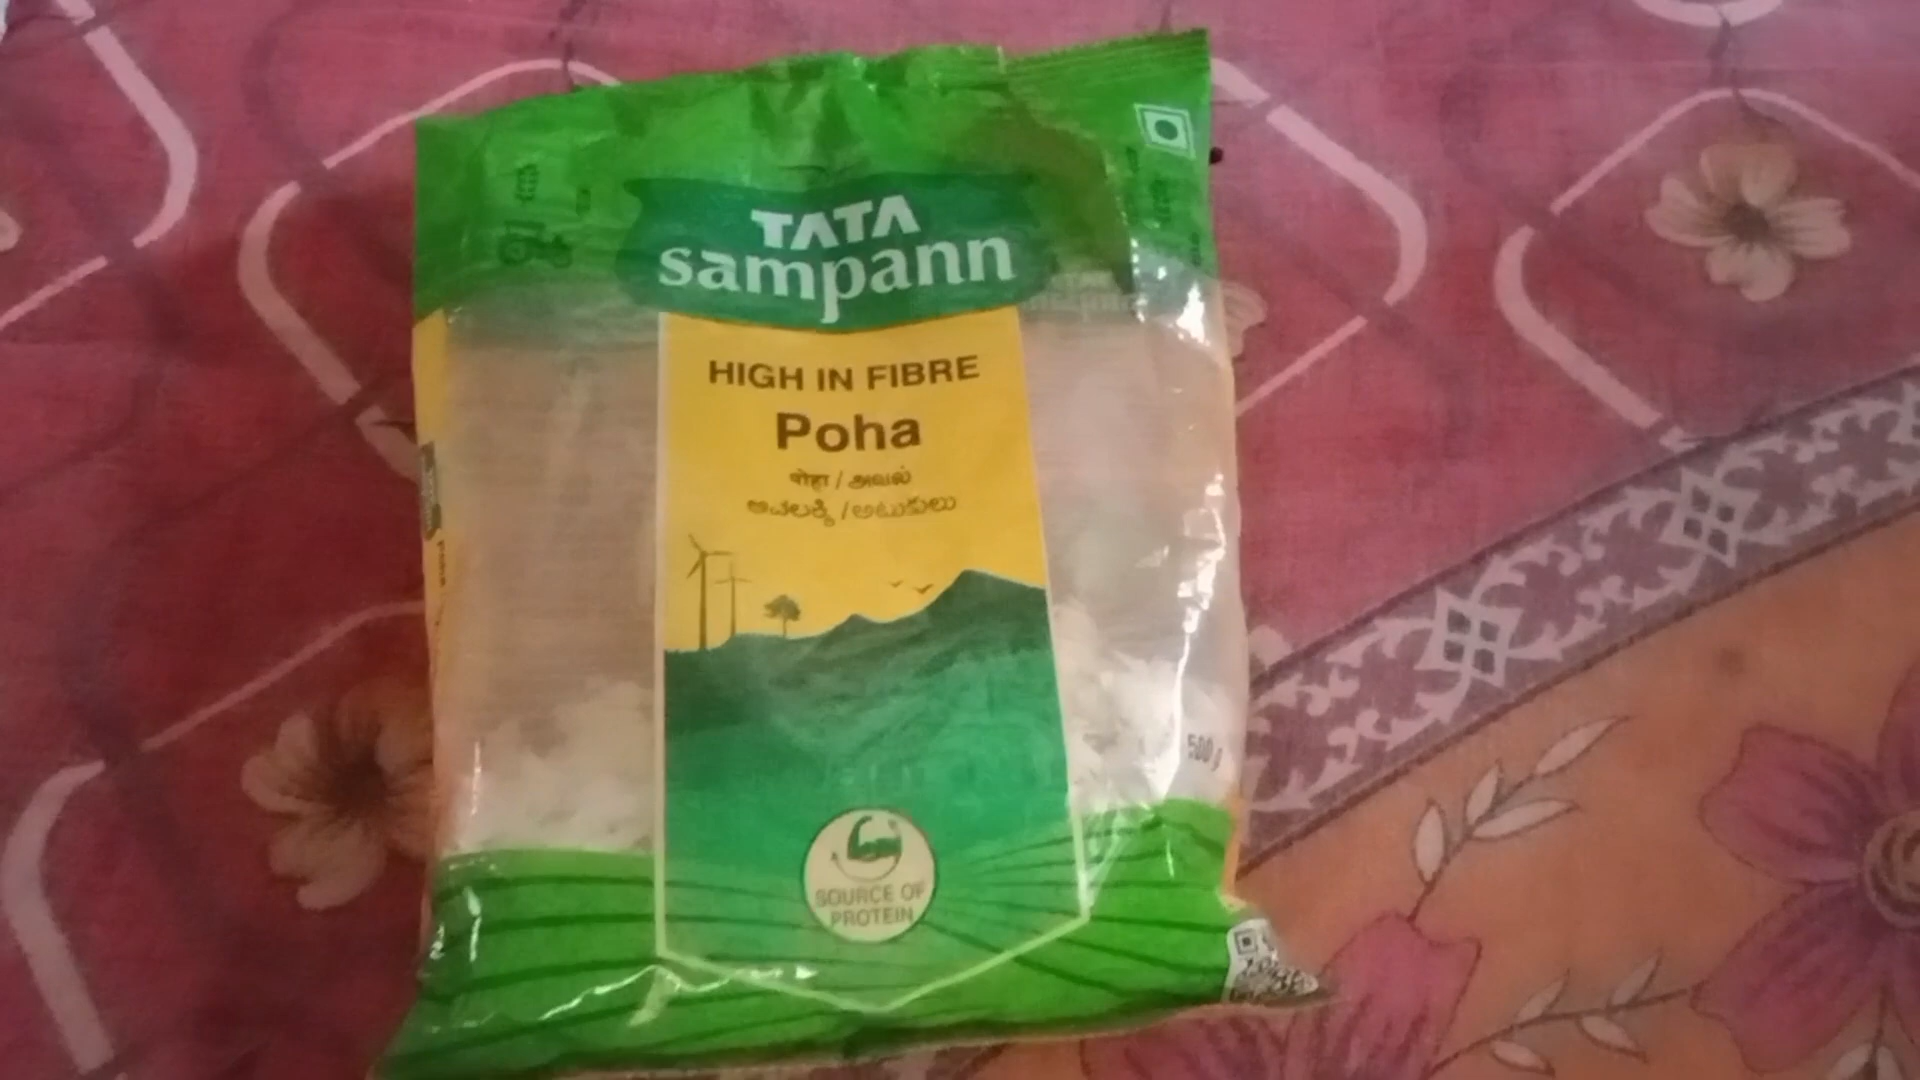 TATA
sampann
HIGH IN FIBRE
Poha
पोहा / அவல்
ಅವಲಕ್ಕಿ / అటుకులు
500 g
SOURCE OF
PROTEIN